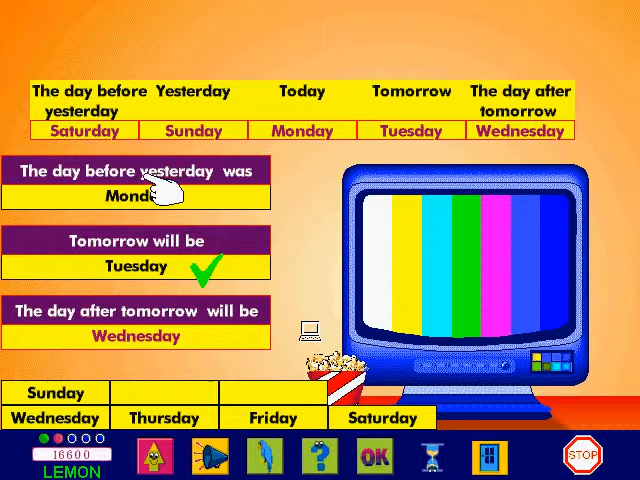 The day before yesterday Yesterday Today Tomorrow The day after tomorrow
Saturday Sunday Monday Tuesday Wednesday
The day before yesterday was
Tomorrow will be
Tuesday
The day after tomorrow will be
Wednesday
Sunday
Wednesday Thursday Friday Saturday
16600
LEMON
?
OK
STOP